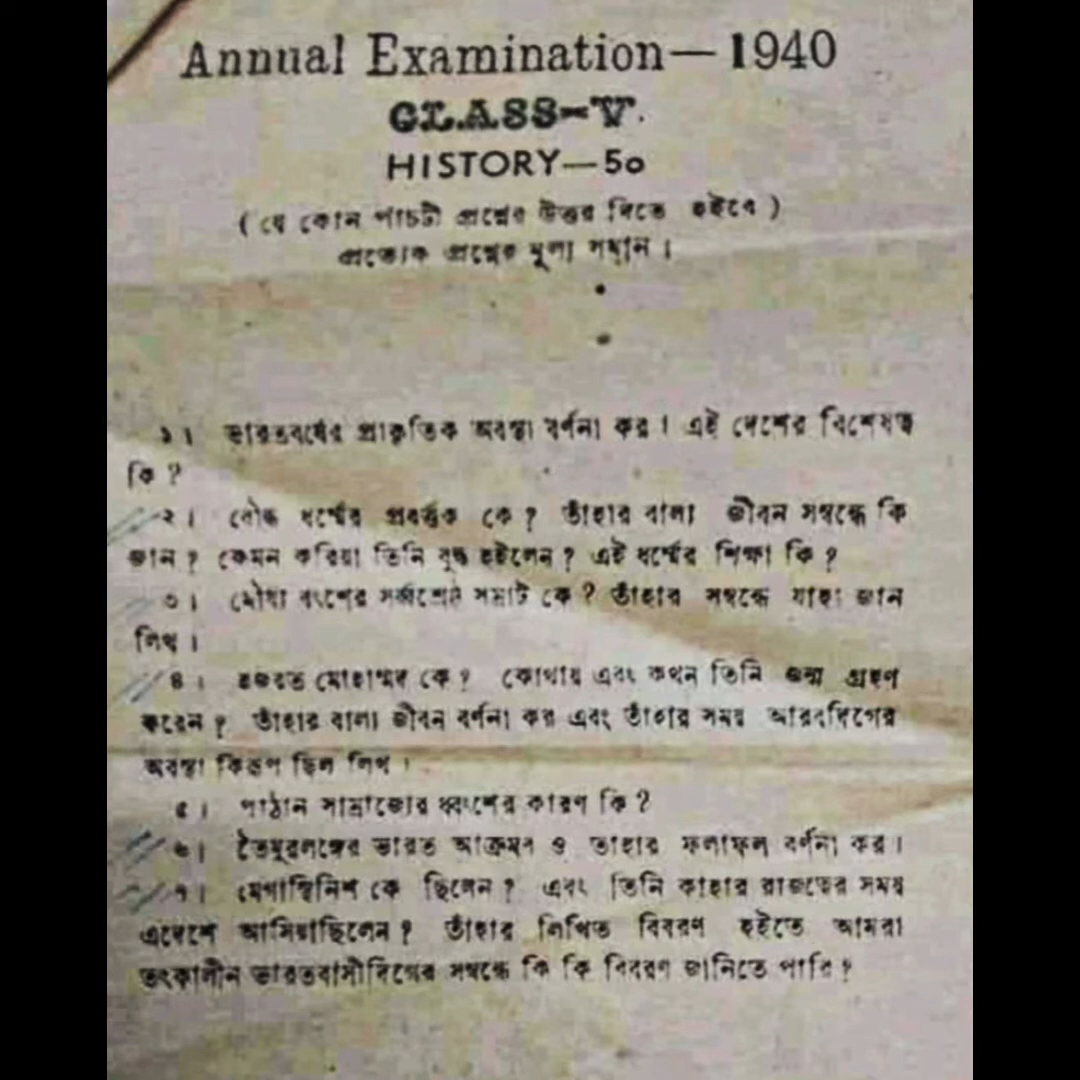 Annual Examination—1940
CLASS-V.
HISTORY—50
( যে কোন পাচটী প্রশ্নের উত্তর দিতে হইবে )
প্রত্যেক প্রশ্নের মূল্য সমান ।
১। ভারতবর্ষের প্রাকৃতিক অবস্থা বর্ণনা কর । এই দেশের বিশেষত্ব
কি ?
২। বৌদ্ধ ধর্ম্মের প্রবর্ত্তক কে ? তাঁহার বাল্য জীবন সম্বন্ধে কি
জান ? কেমন করিয়া তিনি বুদ্ধ হইলেন ? এই ধর্ম্মের শিক্ষা কি ?
৩। মৌর্য্য বংশের সর্ব্বশ্রেষ্ঠ সম্রাট কে ? তাঁহার সম্বন্ধে যাহা জান
লিখ ।
৪। হজরত মোহাম্মদ কে ? কোথায় এবং কখন তিনি জন্ম গ্রহণ
করেন ? তাঁহার বাল্য জীবন বর্ণনা কর এবং তাঁহার সময় আরবদিগের
অবস্থা কিরূপ ছিল লিখ ।
৫। পাঠান সাম্রাজ্যের ধ্বংশের কারণ কি ?
৬। তৈমুরলঙ্গের ভারত আক্রমণ ও তাহার ফলাফল বর্ণনা কর ।
৭। মেগাস্থিনিশ কে ছিলেন ? এবং তিনি কাহার রাজত্বের সময়
এদেশে আসিয়াছিলেন ? তাঁহার লিখিত বিবরণ হইতে আমরা
তৎকালীন ভারতবাসীদিগের সম্বন্ধে কি কি বিবরণ জানিতে পারি ?